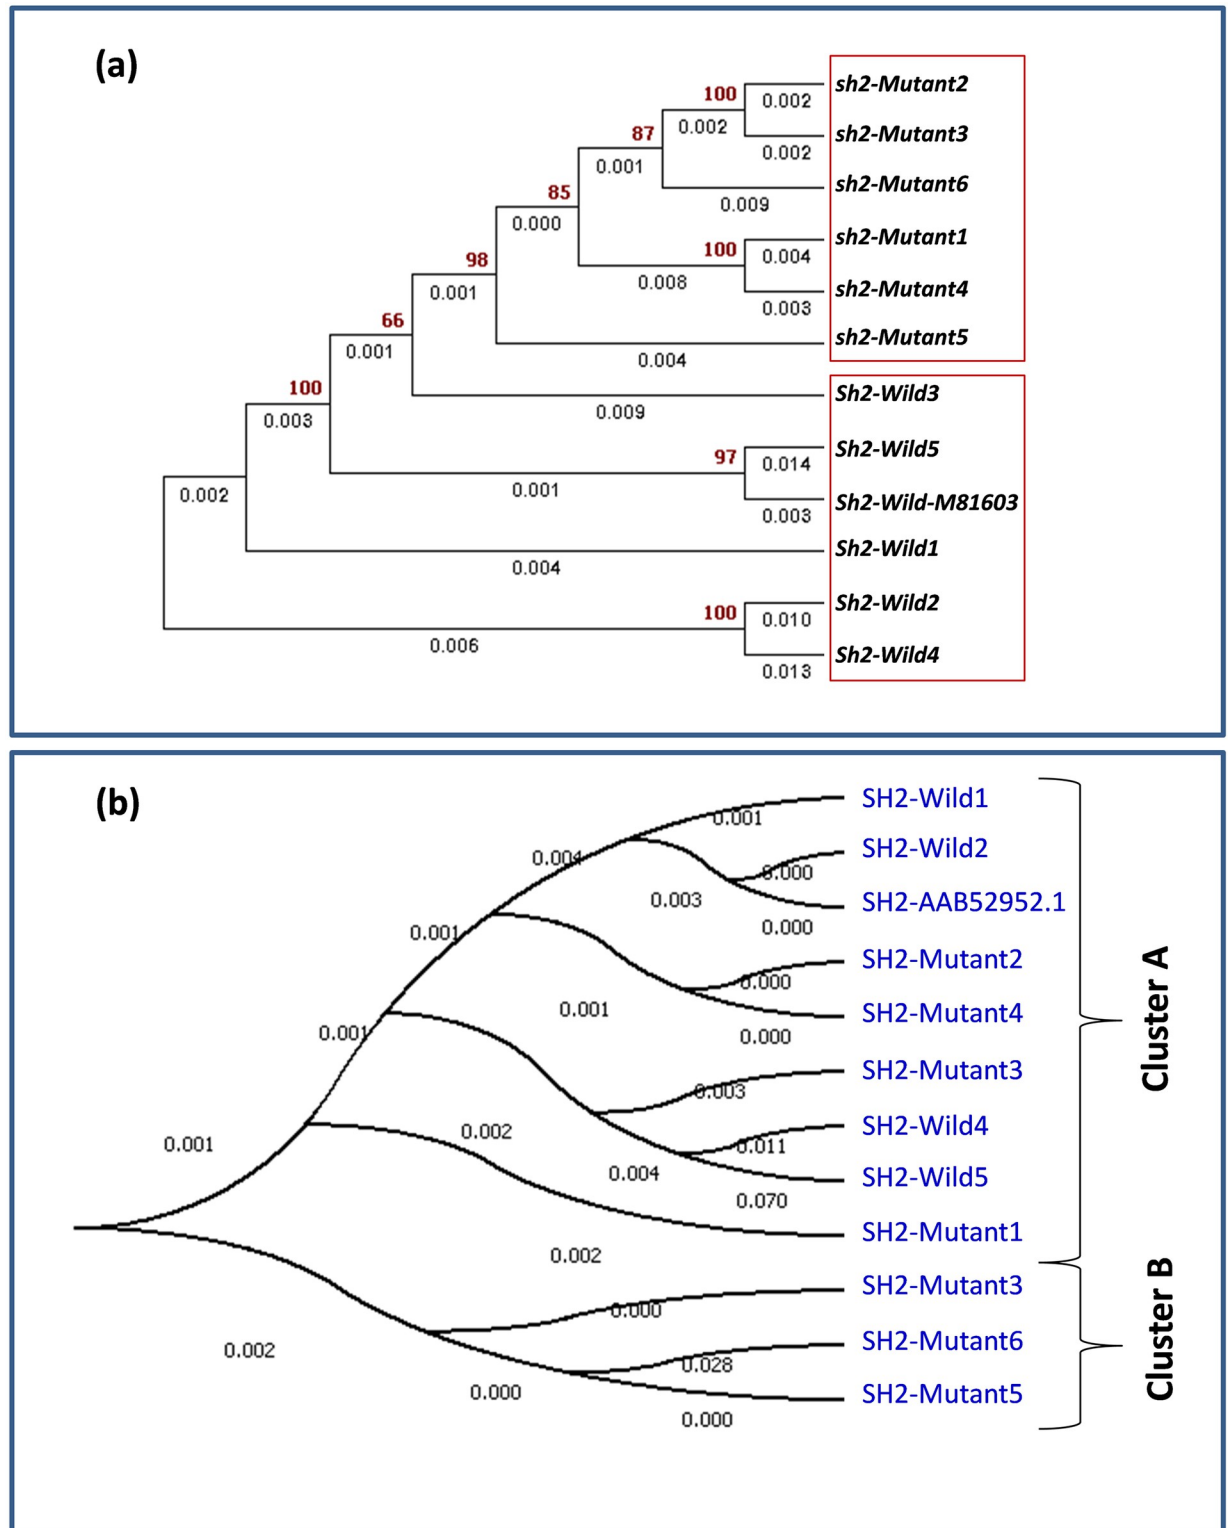 (a)
100
0.002
sh2-Mutant2
87
0.002
sh2-Mutant3
0.002
0.001
sh2-Mutant6
85
0.009
0.000
sh2-Mutant1
100
0.004
98
0.008
sh2-Mutant4
0.001
0.003
66
sh2-Mutant5
0.001
0.004
100
Sh2-Wild3
0.003
0.009
Sh2-Wild5
97
0.014
0.002
0.001
Sh2-Wild-M81603
0.003
Sh2-Wild1
0.004
Sh2-Wild2
100
0.010
0.006
Sh2-Wild4
0.013
(b)
SH2-Wild1
0.001
SH2-Wild2
0.004
0.000
0.003
SH2-AAB52952.1
0.001
0.000
SH2-Mutant2
0.000
0.001
SH2-Mutant4
0.001
0.000
SH2-Mutant3
0.003
0.001
0.002
SH2-Wild4
0.011
0.004
SH2-Wild5
0.070
SH2-Mutant1
0.002
SH2-Mutant3
0.000
0.002
SH2-Mutant6
0.028
0.000
SH2-Mutant5
0.000
Cluster A
Cluster B